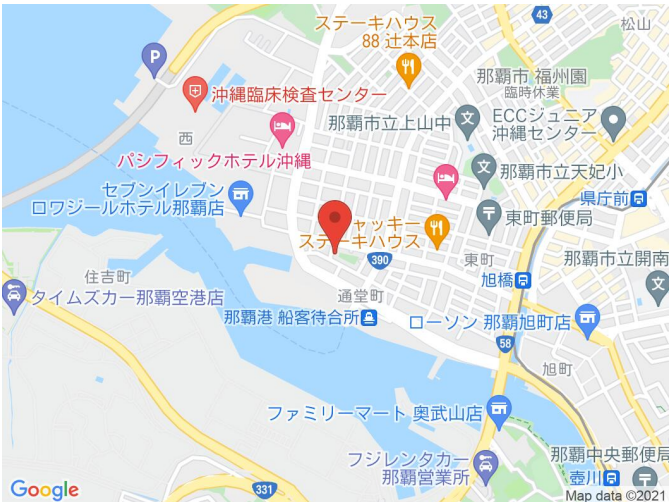 43
松山
ステーキハウス
88 辻本店
P
沖縄臨床検査センター
那覇市 福州園
臨時休業
西
那覇市立上山中
ECCジュニア
沖縄センター
パシフィックホテル沖縄
那覇市立天妃小
セブンイレブン
ロワジールホテル那覇店
県庁前
東町郵便局
ャッキー
ステーキハウス
390
東町
那覇市立開南
住吉町
旭橋
タイムズカー那覇空港店
通堂町
那覇港 船客待合所
ローソン 那覇旭町店
58
旭町
ファミリーマート 奥武山店
フジレンタカー
那覇営業所
那覇中央郵便局
壺川
331
Google
Map data ©2021